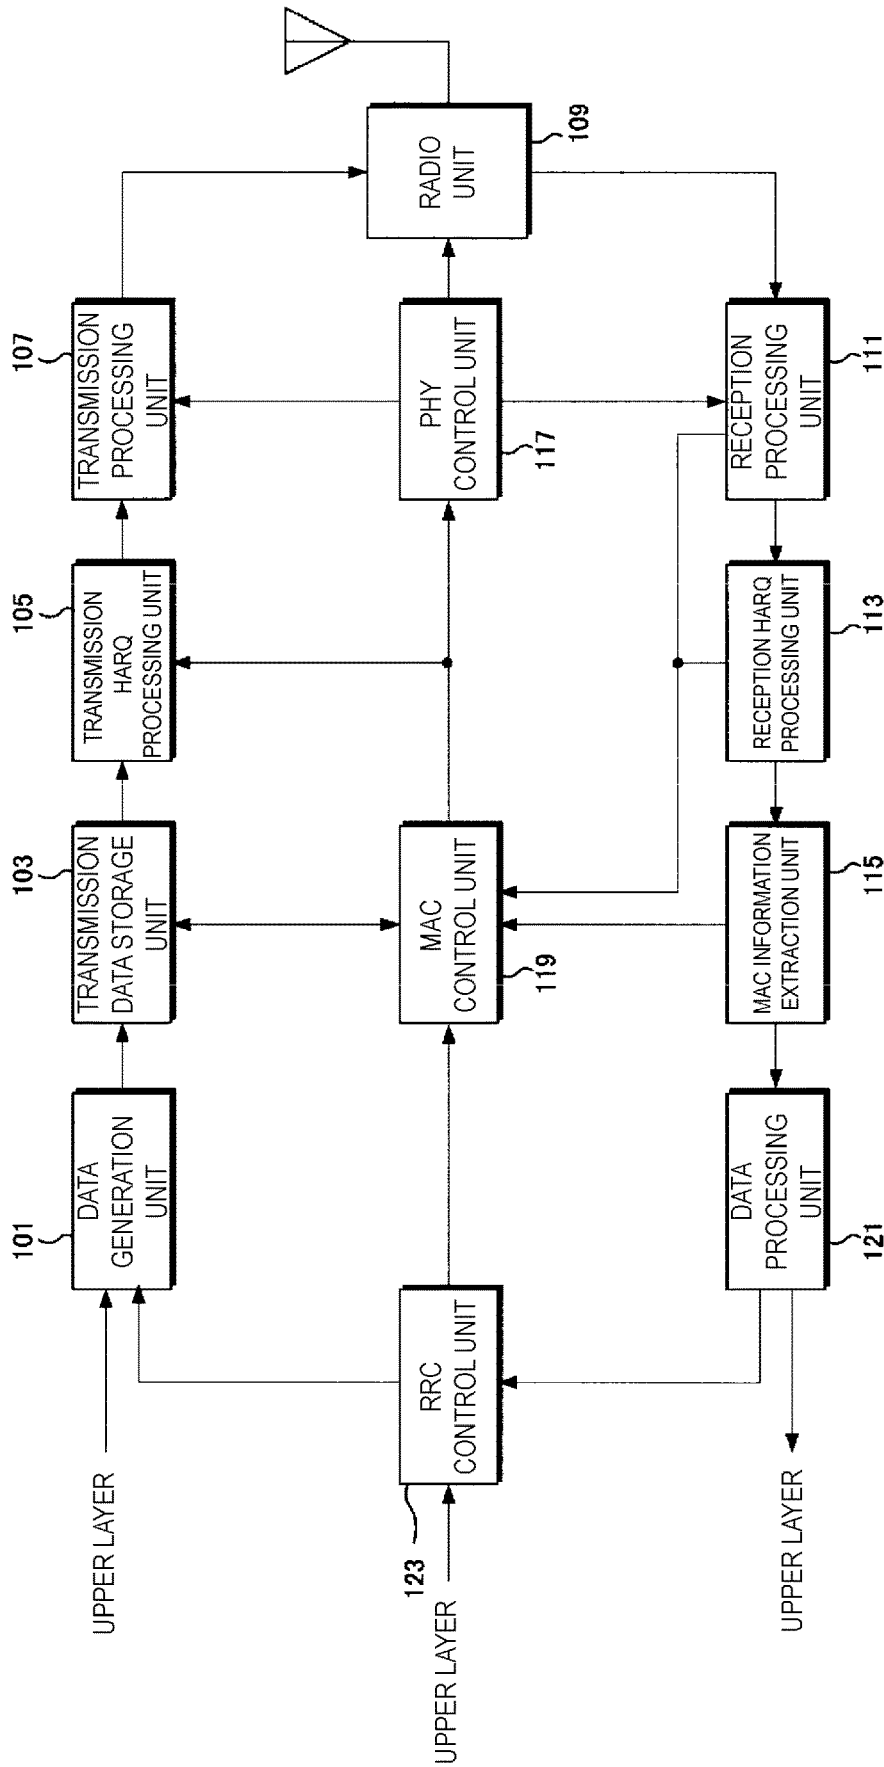 UPPER LAYER
101
DATA
GENERATION
UNIT
103
TRANSMISSION
DATA STORAGE
UNIT
105
TRANSMISSION
HARQ
PROCESSING UNIT
107
TRANSMISSION
PROCESSING
UNIT
UPPER LAYER
123
RRC
CONTROL UNIT
MAC
CONTROL UNIT
119
PHY
CONTROL UNIT
117
RADIO
UNIT
109
UPPER LAYER
DATA
PROCESSING
UNIT
121
MAC INFORMATION
EXTRACTION UNIT
115
RECEPTION HARQ
PROCESSING UNIT
113
RECEPTION
PROCESSING
UNIT
111